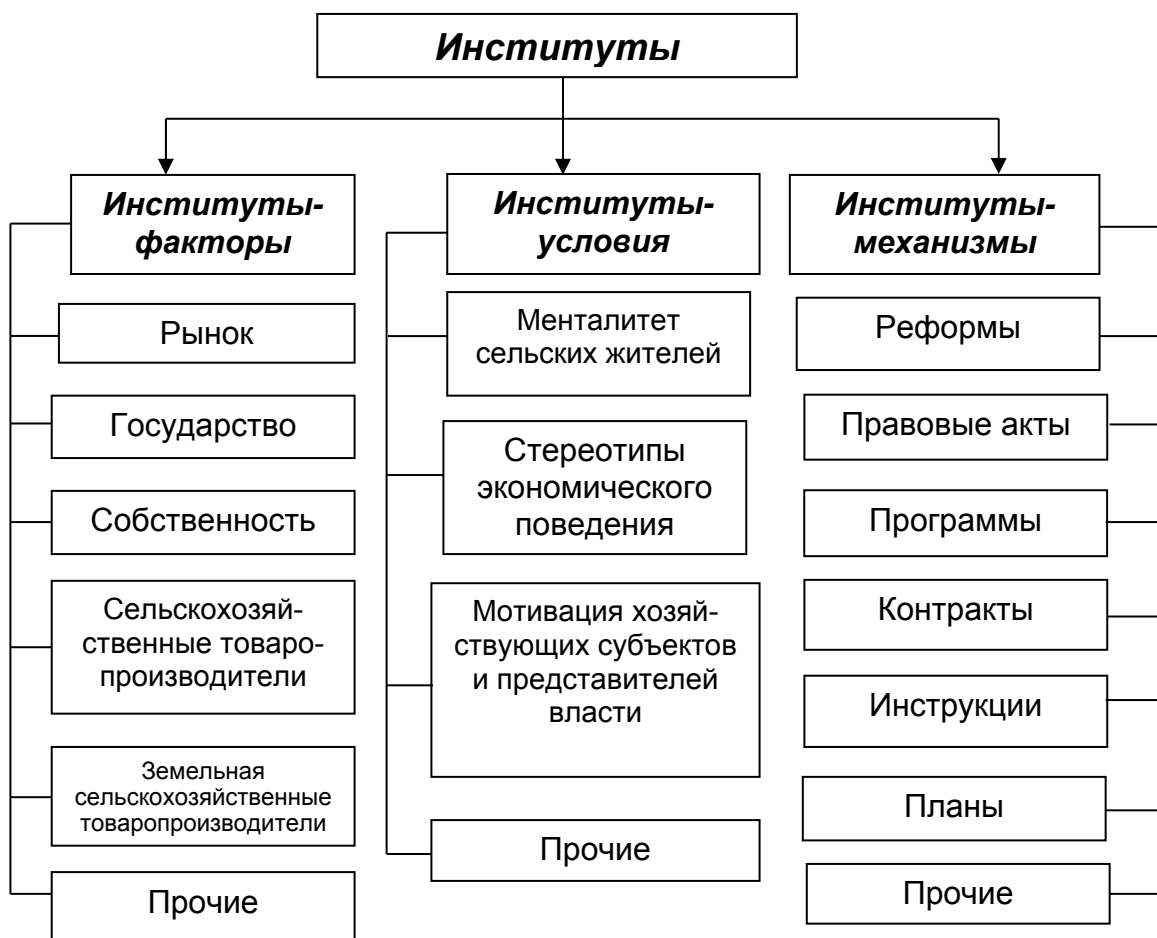 Институты
Институты-
факторы
Рынок
Государство
Собственность
Сельскохозяй-
ственные товаро-
производители
Земельная
сельскохозяйственные
товаропроизводители
Прочие
Институты-
условия
Менталитет
сельских жителей
Стереотипы
экономического
поведения
Мотивация хозяй-
ствующих субъектов
и представителей
власти
Прочие
Институты-
механизмы
Реформы
Правовые акты
Программы
Контракты
Инструкции
Планы
Прочие